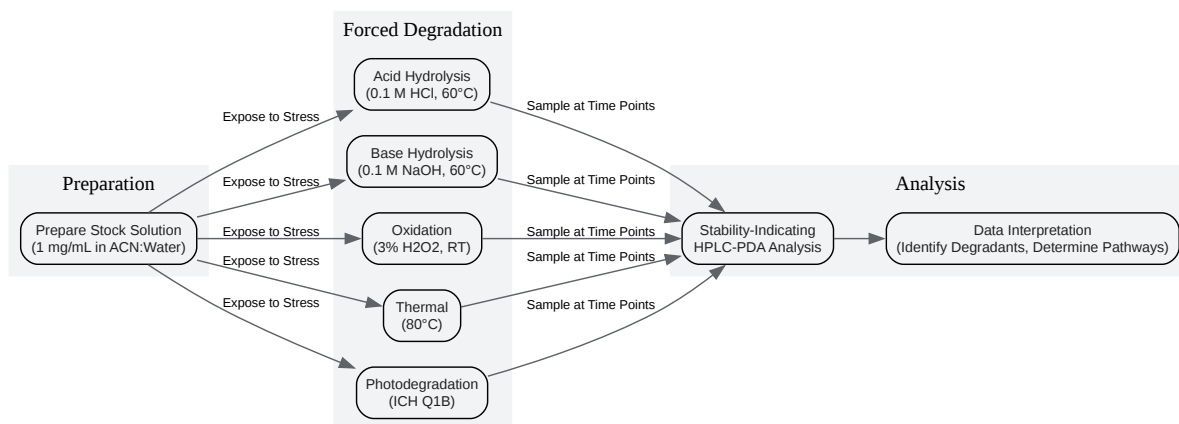 Forced Degradation
Acid Hydrolysis
(0.1 M HCl, 60°C)
Expose to Stress
Sample at Time Points
Base Hydrolysis
(0.1 M NaOH, 60°C)
Expose to Stress
Sample at Time Points
Preparation
Analysis
Prepare Stock Solution
(1 mg/mL in ACN:Water)
Expose to Stress
Oxidation
(3% H2O2, RT)
Sample at Time Points
Stability-Indicating
HPLC-PDA Analysis
Data Interpretation
(Identify Degradants, Determine Pathways)
Expose to Stress
Sample at Time Points
Thermal
(80°C)
Expose to Stress
Sample at Time Points
Photodegradation
(ICH Q1B)